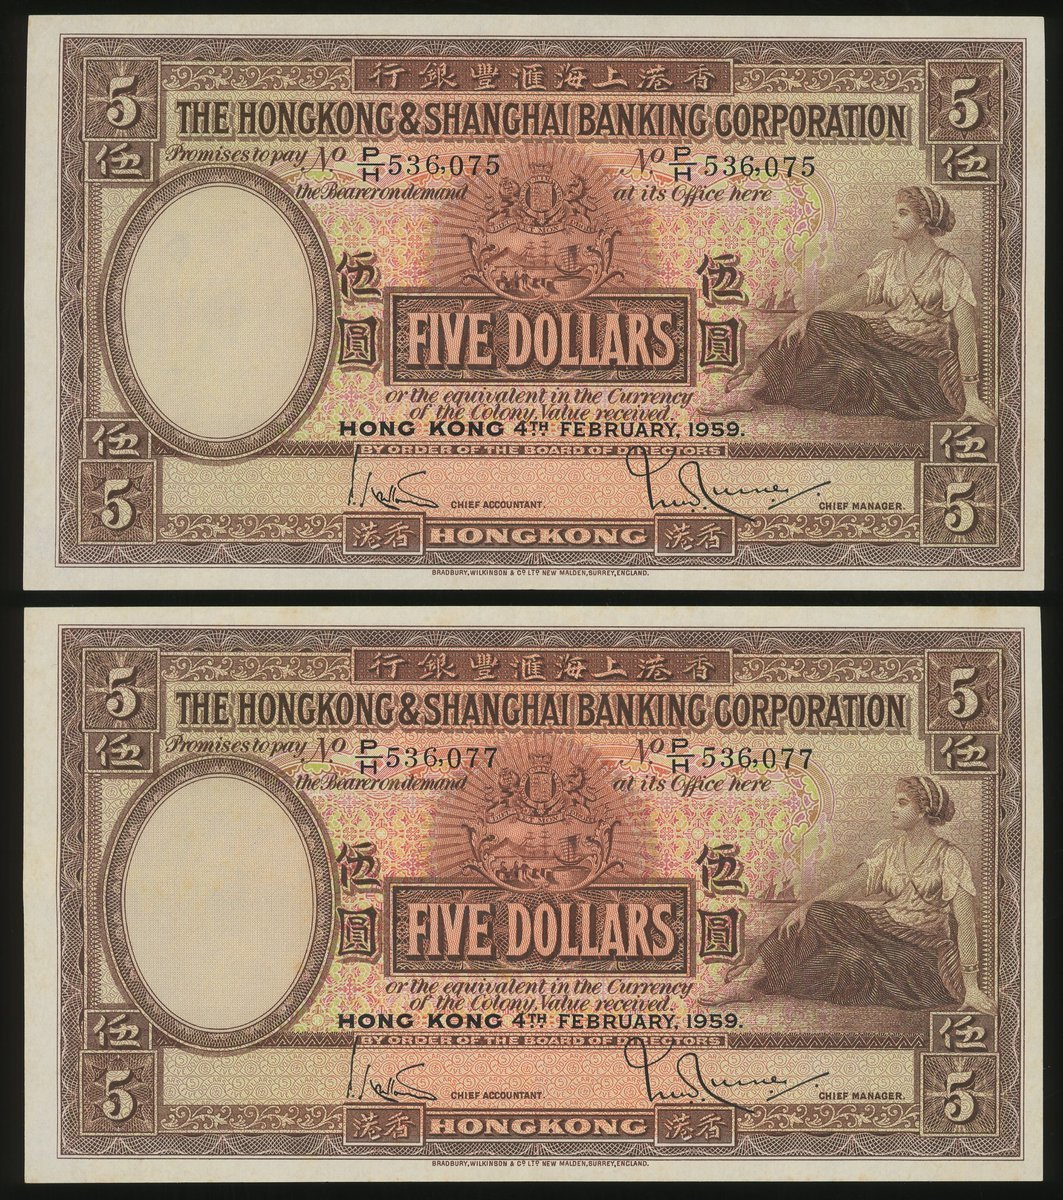 行銀豐滙海上港香
5 THE HONGKONG & SHANGHAI BANKING CORPORATION 5
伍 Promises to pay No P/H 536,075 No P/H 536,075 伍
the Bearer on demand at its Office here
伍圓 FIVE DOLLARS 伍圓
or the equivalent in the Currency
of the Colony, Value received.
HONG KONG 4TH FEBRUARY, 1959.
伍 BY ORDER OF THE BOARD OF DIRECTORS 伍
5 CHIEF ACCOUNTANT. CHIEF MANAGER. 5
港香 HONGKONG 港香
BRADBURY, WILKINSON & Co LTD NEW MALDEN, SURREY, ENGLAND.
行銀豐滙海上港香
5 THE HONGKONG & SHANGHAI BANKING CORPORATION 5
伍 Promises to pay No P/H 536,077 No P/H 536,077 伍
the Bearer on demand at its Office here
伍圓 FIVE DOLLARS 伍圓
or the equivalent in the Currency
of the Colony, Value received.
HONG KONG 4TH FEBRUARY, 1959.
伍 BY ORDER OF THE BOARD OF DIRECTORS 伍
5 CHIEF ACCOUNTANT. CHIEF MANAGER. 5
港香 HONGKONG 港香
BRADBURY, WILKINSON & Co LTD NEW MALDEN, SURREY, ENGLAND.